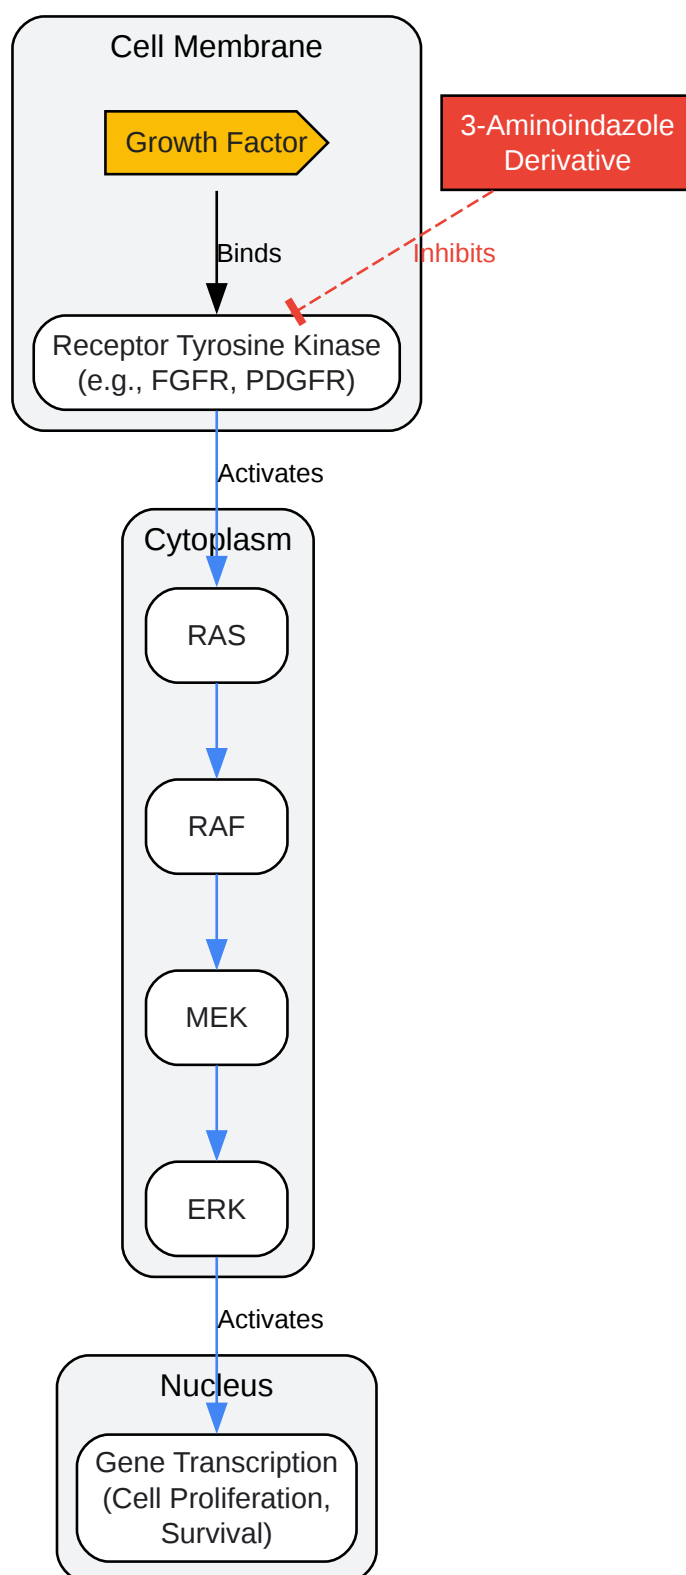 Cell Membrane
Growth Factor
3-Aminoindazole
Derivative
Binds
Inhibits
Receptor Tyrosine Kinase
(e.g., FGFR, PDGFR)
Activates
Cytoplasm
RAS
RAF
MEK
ERK
Activates
Nucleus
Gene Transcription
(Cell Proliferation,
Survival)